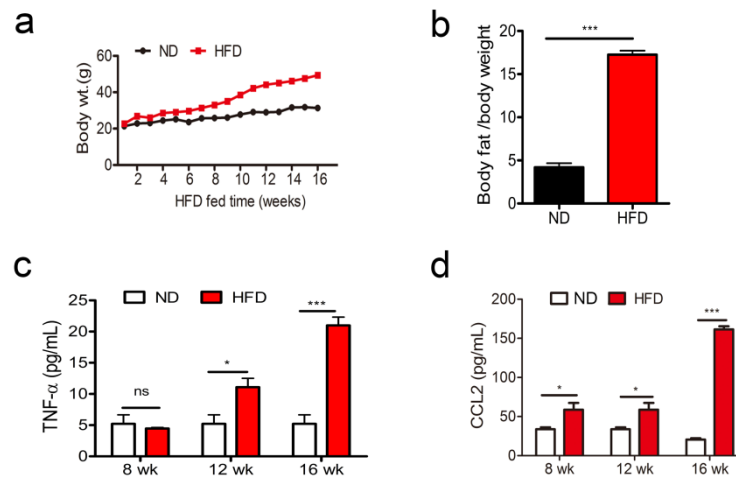 a
ND HFD
Body wt.(g)
60
40
20
0
2 4 6 8 10 12 14 16
HFD fed time (weeks)
b
***
Body fat /body weight
20
15
10
5
0
ND HFD
c
ND HFD
TNF-α (pg/mL)
25
20
15
10
5
0
ns
*
***
8 wk 12 wk 16 wk
d
ND HFD
CCL2 (pg/mL)
200
150
100
50
0
*
*
***
8 wk 12 wk 16 wk